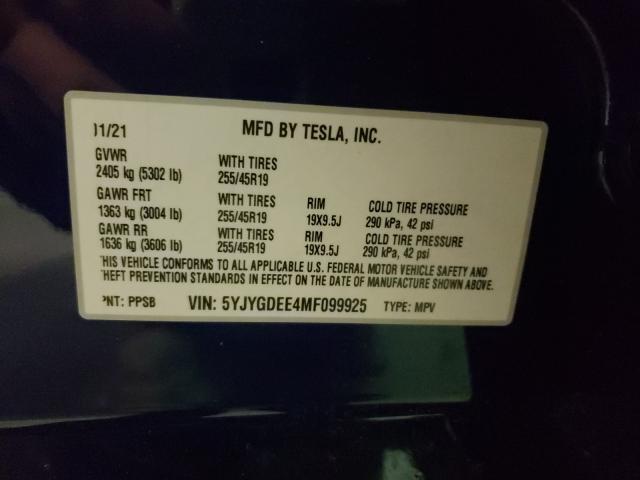 )1/21 MFD BY TESLA, INC.
GVWR
2405 kg (5302 lb) WITH TIRES 255/45R19
GAWR FRT
1363 kg (3004 lb) WITH TIRES 255/45R19 RIM 19X9.5J COLD TIRE PRESSURE 290 kPa, 42 psi
GAWR RR
1636 kg (3606 lb) WITH TIRES 255/45R19 RIM 19X9.5J COLD TIRE PRESSURE 290 kPa, 42 psi
HIS VEHICLE CONFORMS TO ALL APPLICABLE U.S. FEDERAL MOTOR VEHICLE SAFETY AND
HEFT PREVENTION STANDARDS IN EFFECT ON THE DATE OF MANUFACTURE SHOWN ABOVE.
PNT: PPSB VIN: 5YJYGDEE4MF099925 TYPE: MPV